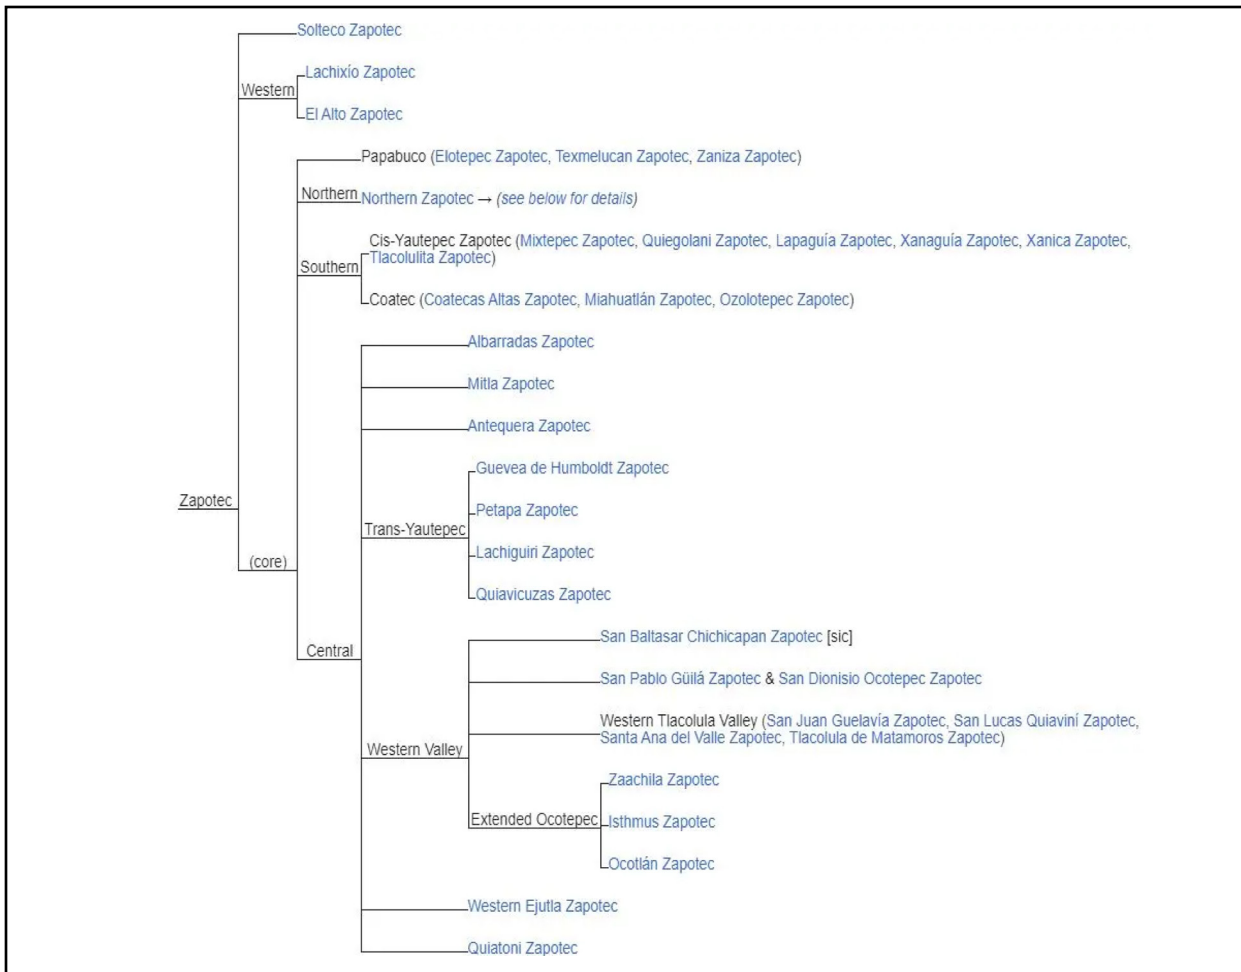 Solteco Zapotec
Lachixío Zapotec
Western
El Alto Zapotec
Papabuco (Elotepec Zapotec, Texmelucan Zapotec, Zaniza Zapotec)
Northern
Northern Zapotec → (see below for details)
Cis-Yautepec Zapotec (Mixtepec Zapotec, Quiegolani Zapotec, Lapaguía Zapotec, Xanaguía Zapotec, Xanica Zapotec,
Tlacolulita Zapotec)
Southern
Coatec (Coatecas Altas Zapotec, Miahuatlán Zapotec, Ozolotepec Zapotec)
Albarradas Zapotec
Mitla Zapotec
Antequera Zapotec
Guevea de Humboldt Zapotec
Zapotec
Petapa Zapotec
Trans-Yautepec
Lachiguiri Zapotec
(core)
Quiavicuzas Zapotec
San Baltasar Chichicapan Zapotec [sic]
Central
San Pablo Güilá Zapotec & San Dionisio Ocotepec Zapotec
Western Tlacolula Valley (San Juan Guelavía Zapotec, San Lucas Quiaviní Zapotec,
Santa Ana del Valle Zapotec, Tlacolula de Matamoros Zapotec)
Western Valley
Zaachila Zapotec
Extended Ocotepec
Isthmus Zapotec
Ocotlán Zapotec
Western Ejutla Zapotec
Quiatoni Zapotec